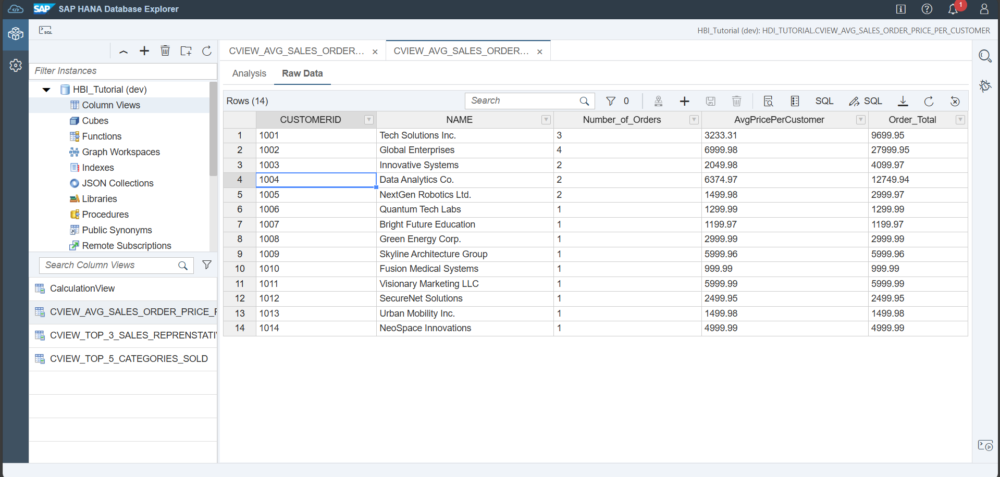 SAP SAP HANA Database Explorer
1
SQL
HBI_Tutorial (dev): HDI_TUTORIAL.CVIEW_AVG_SALES_ORDER_PRICE_PER_CUSTOMER
Filter Instances
HBI_Tutorial (dev)
Column Views
Cubes
Functions
Graph Workspaces
Indexes
JSON Collections
Libraries
Procedures
Public Synonyms
Remote Subscriptions
Search Column Views
CalculationView
CVIEW_AVG_SALES_ORDER_PRICE_P
CVIEW_TOP_3_SALES_REPRENSTATI
CVIEW_TOP_5_CATEGORIES_SOLD
CVIEW_AVG_SALES_ORDER... CVIEW_AVG_SALES_ORDER...
Analysis Raw Data
Rows (14) Search 0 SQL SQL
CUSTOMERID NAME Number_of_Orders AvgPricePerCustomer Order_Total
1 1001 Tech Solutions Inc. 3 3233.31 9699.95
2 1002 Global Enterprises 4 6999.98 27999.95
3 1003 Innovative Systems 2 2049.98 4099.97
4 1004 Data Analytics Co. 2 6374.97 12749.94
5 1005 NextGen Robotics Ltd. 2 1499.98 2999.97
6 1006 Quantum Tech Labs 1 1299.99 1299.99
7 1007 Bright Future Education 1 1199.97 1199.97
8 1008 Green Energy Corp. 1 2999.99 2999.99
9 1009 Skyline Architecture Group 1 5999.96 5999.96
10 1010 Fusion Medical Systems 1 999.99 999.99
11 1011 Visionary Marketing LLC 1 5999.99 5999.99
12 1012 SecureNet Solutions 1 2499.95 2499.95
13 1013 Urban Mobility Inc. 1 1499.98 1499.98
14 1014 NeoSpace Innovations 1 4999.99 4999.99